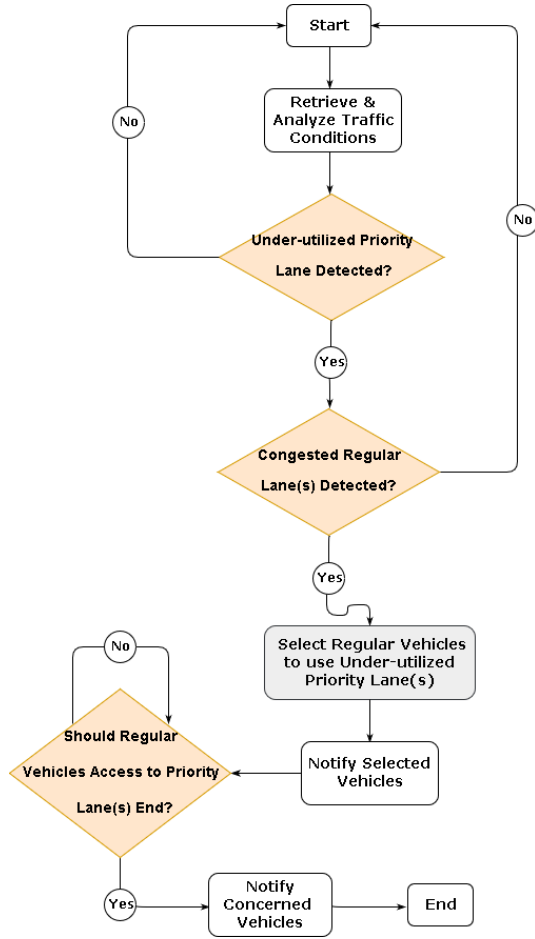 Start
No
Retrieve &
Analyze Traffic
Conditions
No
Under-utilized Priority
Lane Detected?
Yes
Congested Regular
Lane(s) Detected?
Yes
Select Regular Vehicles
to use Under-utilized
Priority Lane(s)
No
Should Regular
Vehicles Access to Priority
Lane(s) End?
Notify Selected
Vehicles
Yes
Notify
Concerned
Vehicles
End